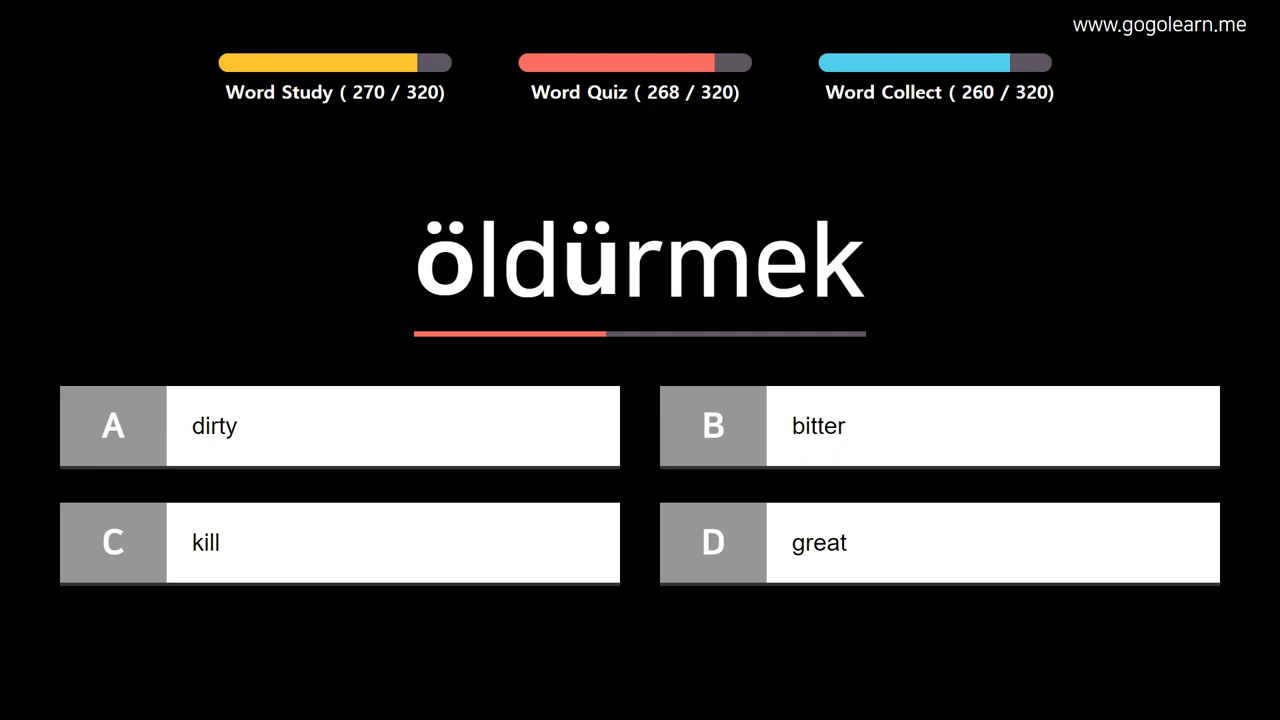 www.gogolearn.me
Word Study ( 270 / 320)
Word Quiz ( 268 / 320)
Word Collect ( 260 / 320)
öldürmek
A dirty
B bitter
C kill
D great